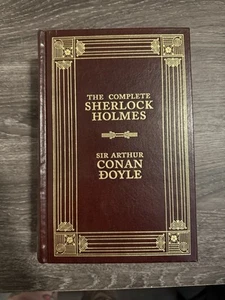 THE COMPLETE
SHERLOCK
HOLMES
SIR ARTHUR
CONAN
DOYLE